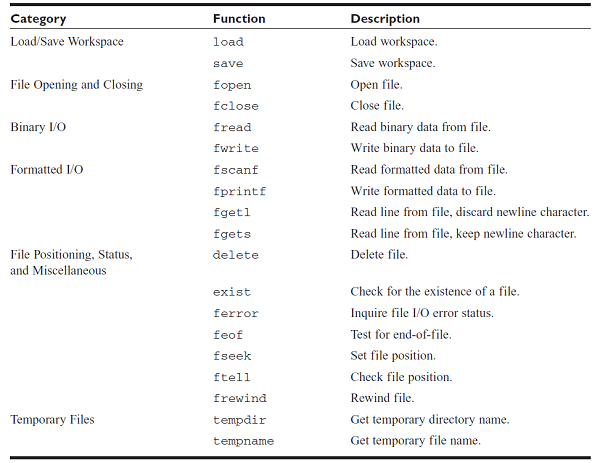 Category Function Description
Load/Save Workspace load Load workspace.
save Save workspace.
File Opening and Closing fopen Open file.
fclose Close file.
Binary I/O fread Read binary data from file.
fwrite Write binary data to file.
Formatted I/O fscanf Read formatted data from file.
fprintf Write formatted data to file.
fgetl Read line from file, discard newline character.
fgets Read line from file, keep newline character.
File Positioning, Status, delete Delete file.
and Miscellaneous
exist Check for the existence of a file.
ferror Inquire file I/O error status.
feof Test for end-of-file.
fseek Set file position.
ftell Check file position.
frewind Rewind file.
Temporary Files tempdir Get temporary directory name.
tempname Get temporary file name.